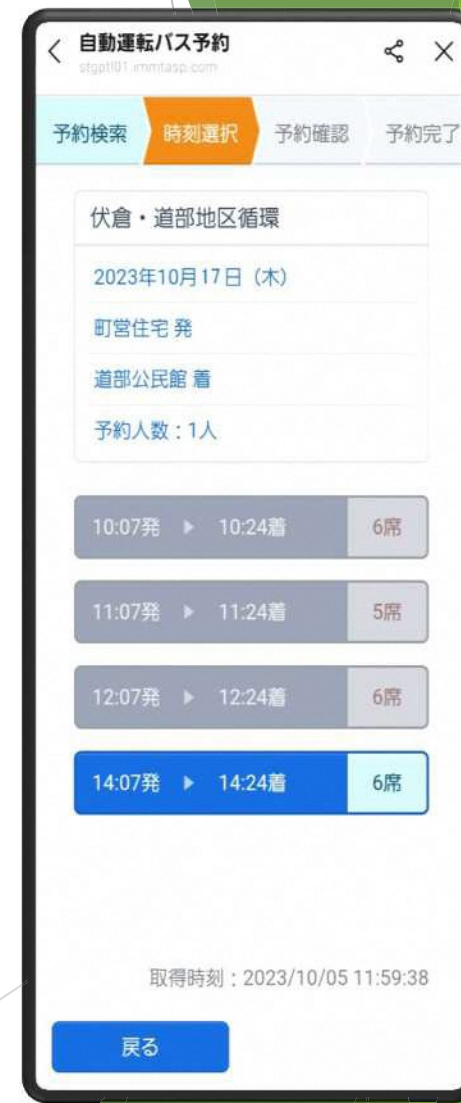 自動運転バス予約
stgptl01.immtasp.com
予約検索 時刻選択 予約確認 予約完了
伏倉・道部地区循環
2023年10月17日（木）
町営住宅 発
道部公民館 着
予約人数：1人
10:07発 ▶ 10:24着 6席
11:07発 ▶ 11:24着 5席
12:07発 ▶ 12:24着 6席
14:07発 ▶ 14:24着 6席
取得時刻：2023/10/05 11:59:38
戻る